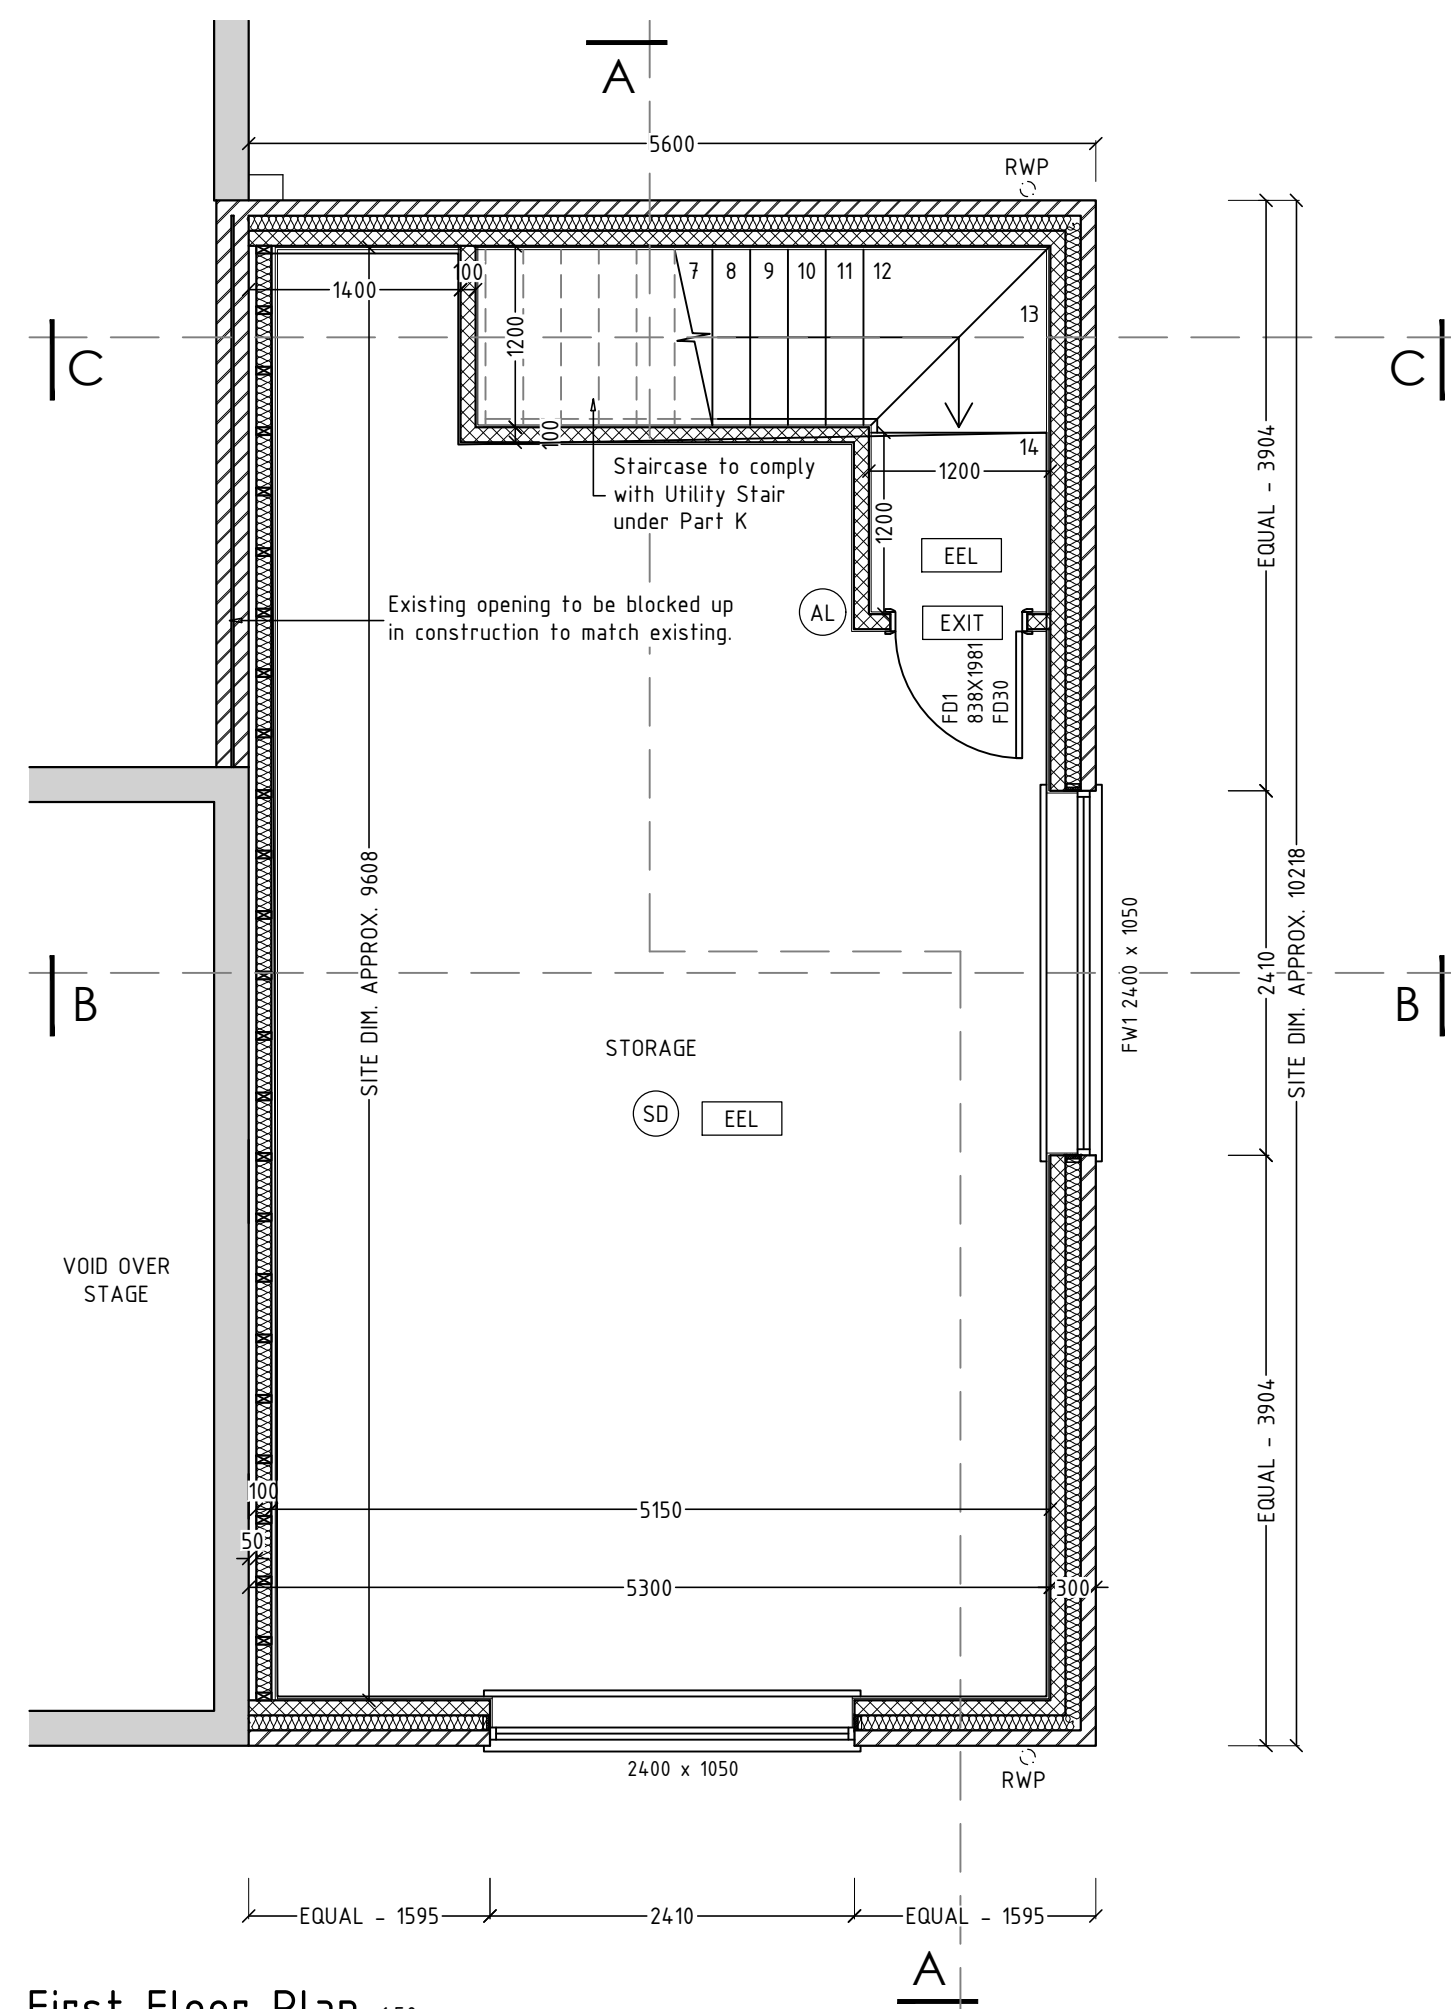 A
5600
RWP
7 8 9 10 11 12
13
14
100
1400
1200
100
C
C
Staircase to comply
with Utility Stair
under Part K
1200
1200
EQUAL - 3904
EEL
AL
EXIT
Existing opening to be blocked up
in construction to match existing.
FD1
838X1981
FD30
SITE DIM. APPROX. 9608
FW1 2400 x 1050
2410
SITE DIM. APPROX. 10218
B
B
STORAGE
SD
EEL
VOID OVER
STAGE
EQUAL - 3904
100
5150
50
5300
300
2400 x 1050
RWP
EQUAL - 1595
2410
EQUAL - 1595
A
First Floor Plan